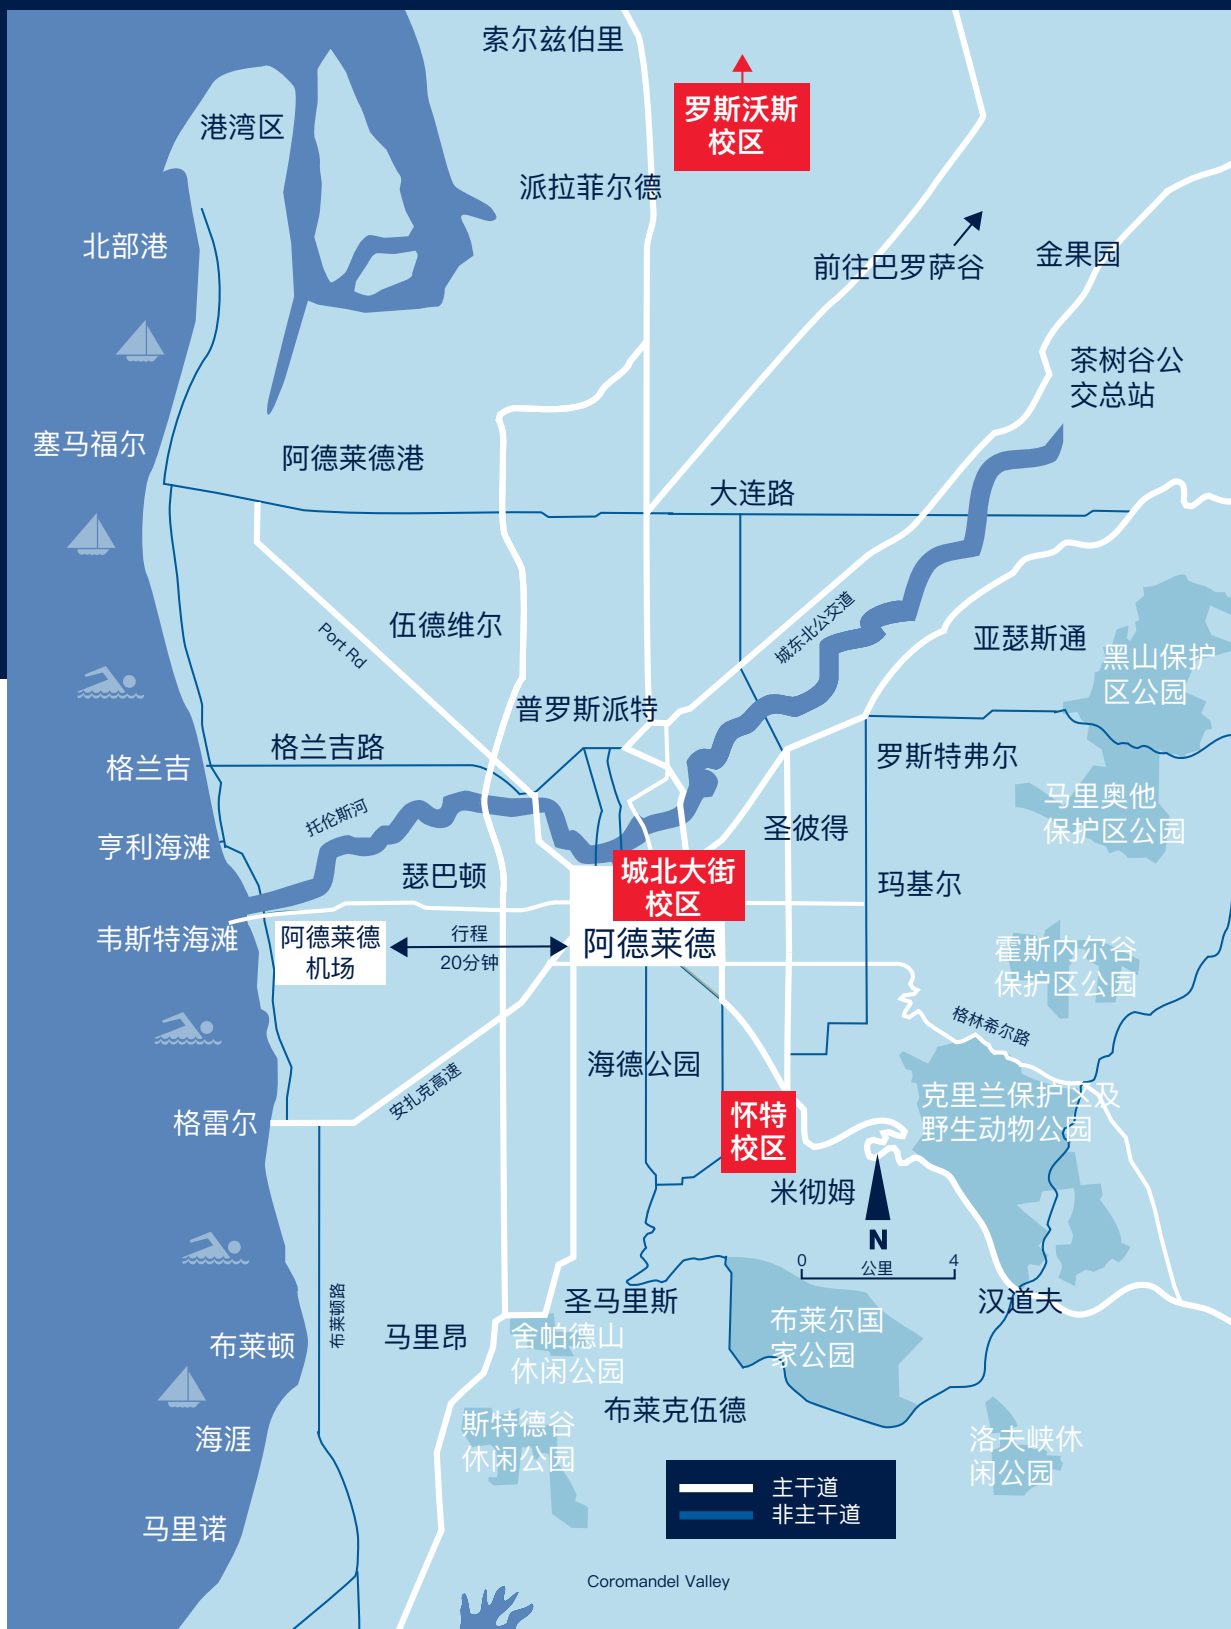 索尔兹伯里
罗斯沃斯
校区
港湾区
派拉菲尔德
北部港
前往巴罗萨谷
金果园
茶树谷公
交总站
塞马福尔
阿德莱德港
大连路
伍德维尔
Port Rd
城东北公交道
亚瑟斯通
黑山保护
区公园
普罗斯派特
格兰吉路
格兰吉
罗斯特弗尔
马里奥他
保护区公园
托伦斯河
圣彼得
亨利海滩
瑟巴顿
城北大街
校区
玛基尔
韦斯特海滩
阿德莱德
机场
行程
20分钟
阿德莱德
霍斯内尔谷
保护区公园
格林希尔路
海德公园
安扎克高速
克里兰保护区及
野生动物公园
格雷尔
怀特
校区
米彻姆
N
0
公里
4
圣马里斯
汉道夫
布莱顿路
布莱顿
马里昂
舍帕德山
休闲公园
布莱尔国
家公园
布莱克伍德
海涯
斯特德谷
休闲公园
洛夫峡休
闲公园
主干道
非主干道
马里诺
Coromandel Valley